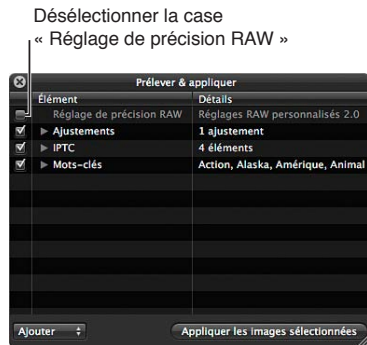 Désélectionner la case
« Réglage de précision RAW »
Prélever & appliquer
Élément Détails
Réglage de précision RAW Réglages RAW personnalisés 2.0
Ajustements 1 ajustement
IPTC 4 éléments
Mots-clés Action, Alaska, Amérique, Animal
Ajouter Appliquer les images sélectionnées